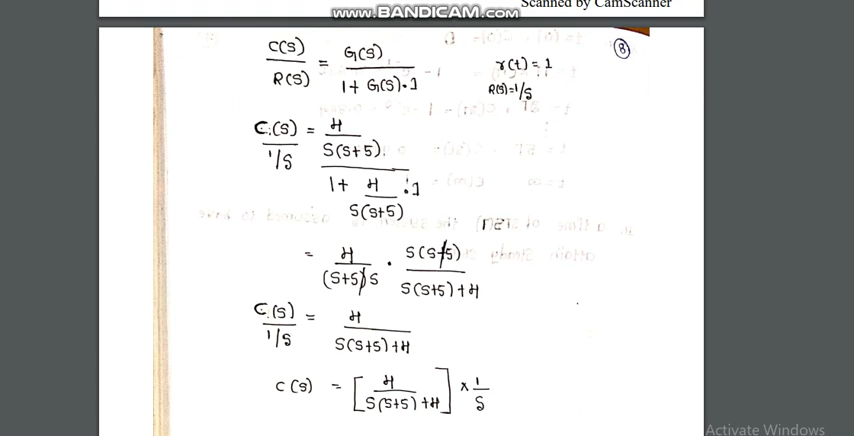 Scanned by CamScanner
www.BANDICAM.com
8
C(S)/R(S) = G(S)/(1 + G(S).1)
r(t) = 1
R(S) = 1/S
C(S)/(1/S) = (4/(S(S+5)))/(1 + 4/(S(S+5)) .1)
= 4/((S+5)S) . S(S+5)/(S(S+5)+4)
C(S)/(1/S) = 4/(S(S+5)+4)
C(S) = [4/(S(S+5)+4)] × 1/S
Activate Windows